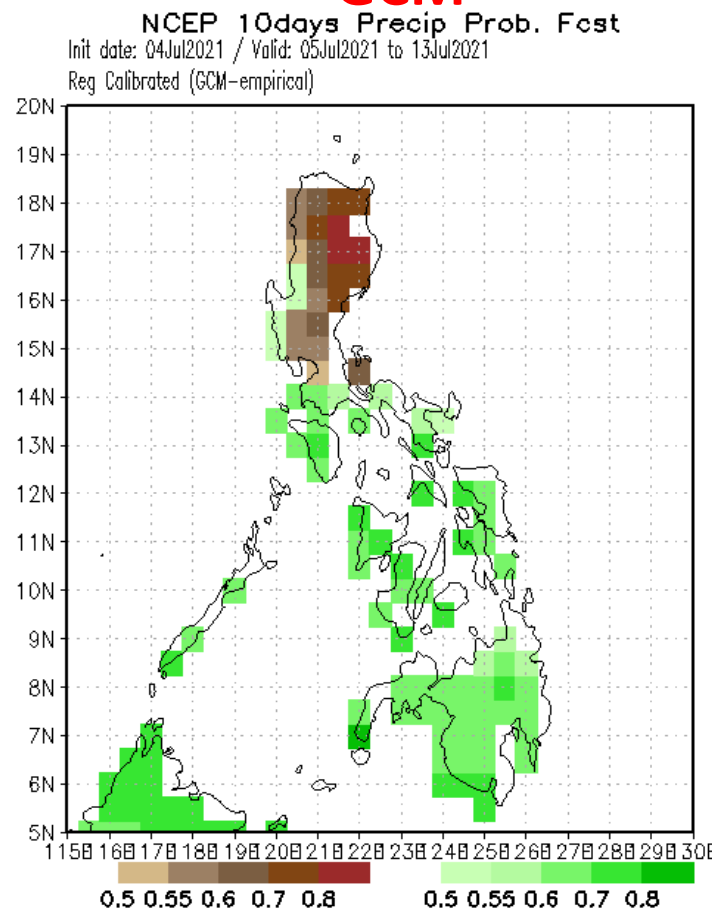 GCM
NCEP 10days Precip Prob. Fcst
Init date: 04Jul2021 / Valid: 05Jul2021 to 13Jul2021
Reg Calibrated (GCM-empirical)
20N
19N
18N
17N
16N
15N
14N
13N
12N
11N
10N
9N
8N
7N
6N
5N
115E 116E 117E 118E 119E 120E 121E 122E 123E 124E 125E 126E 127E 128E 129E 130E
0.5 0.55 0.6 0.7 0.8 0.5 0.55 0.6 0.7 0.8